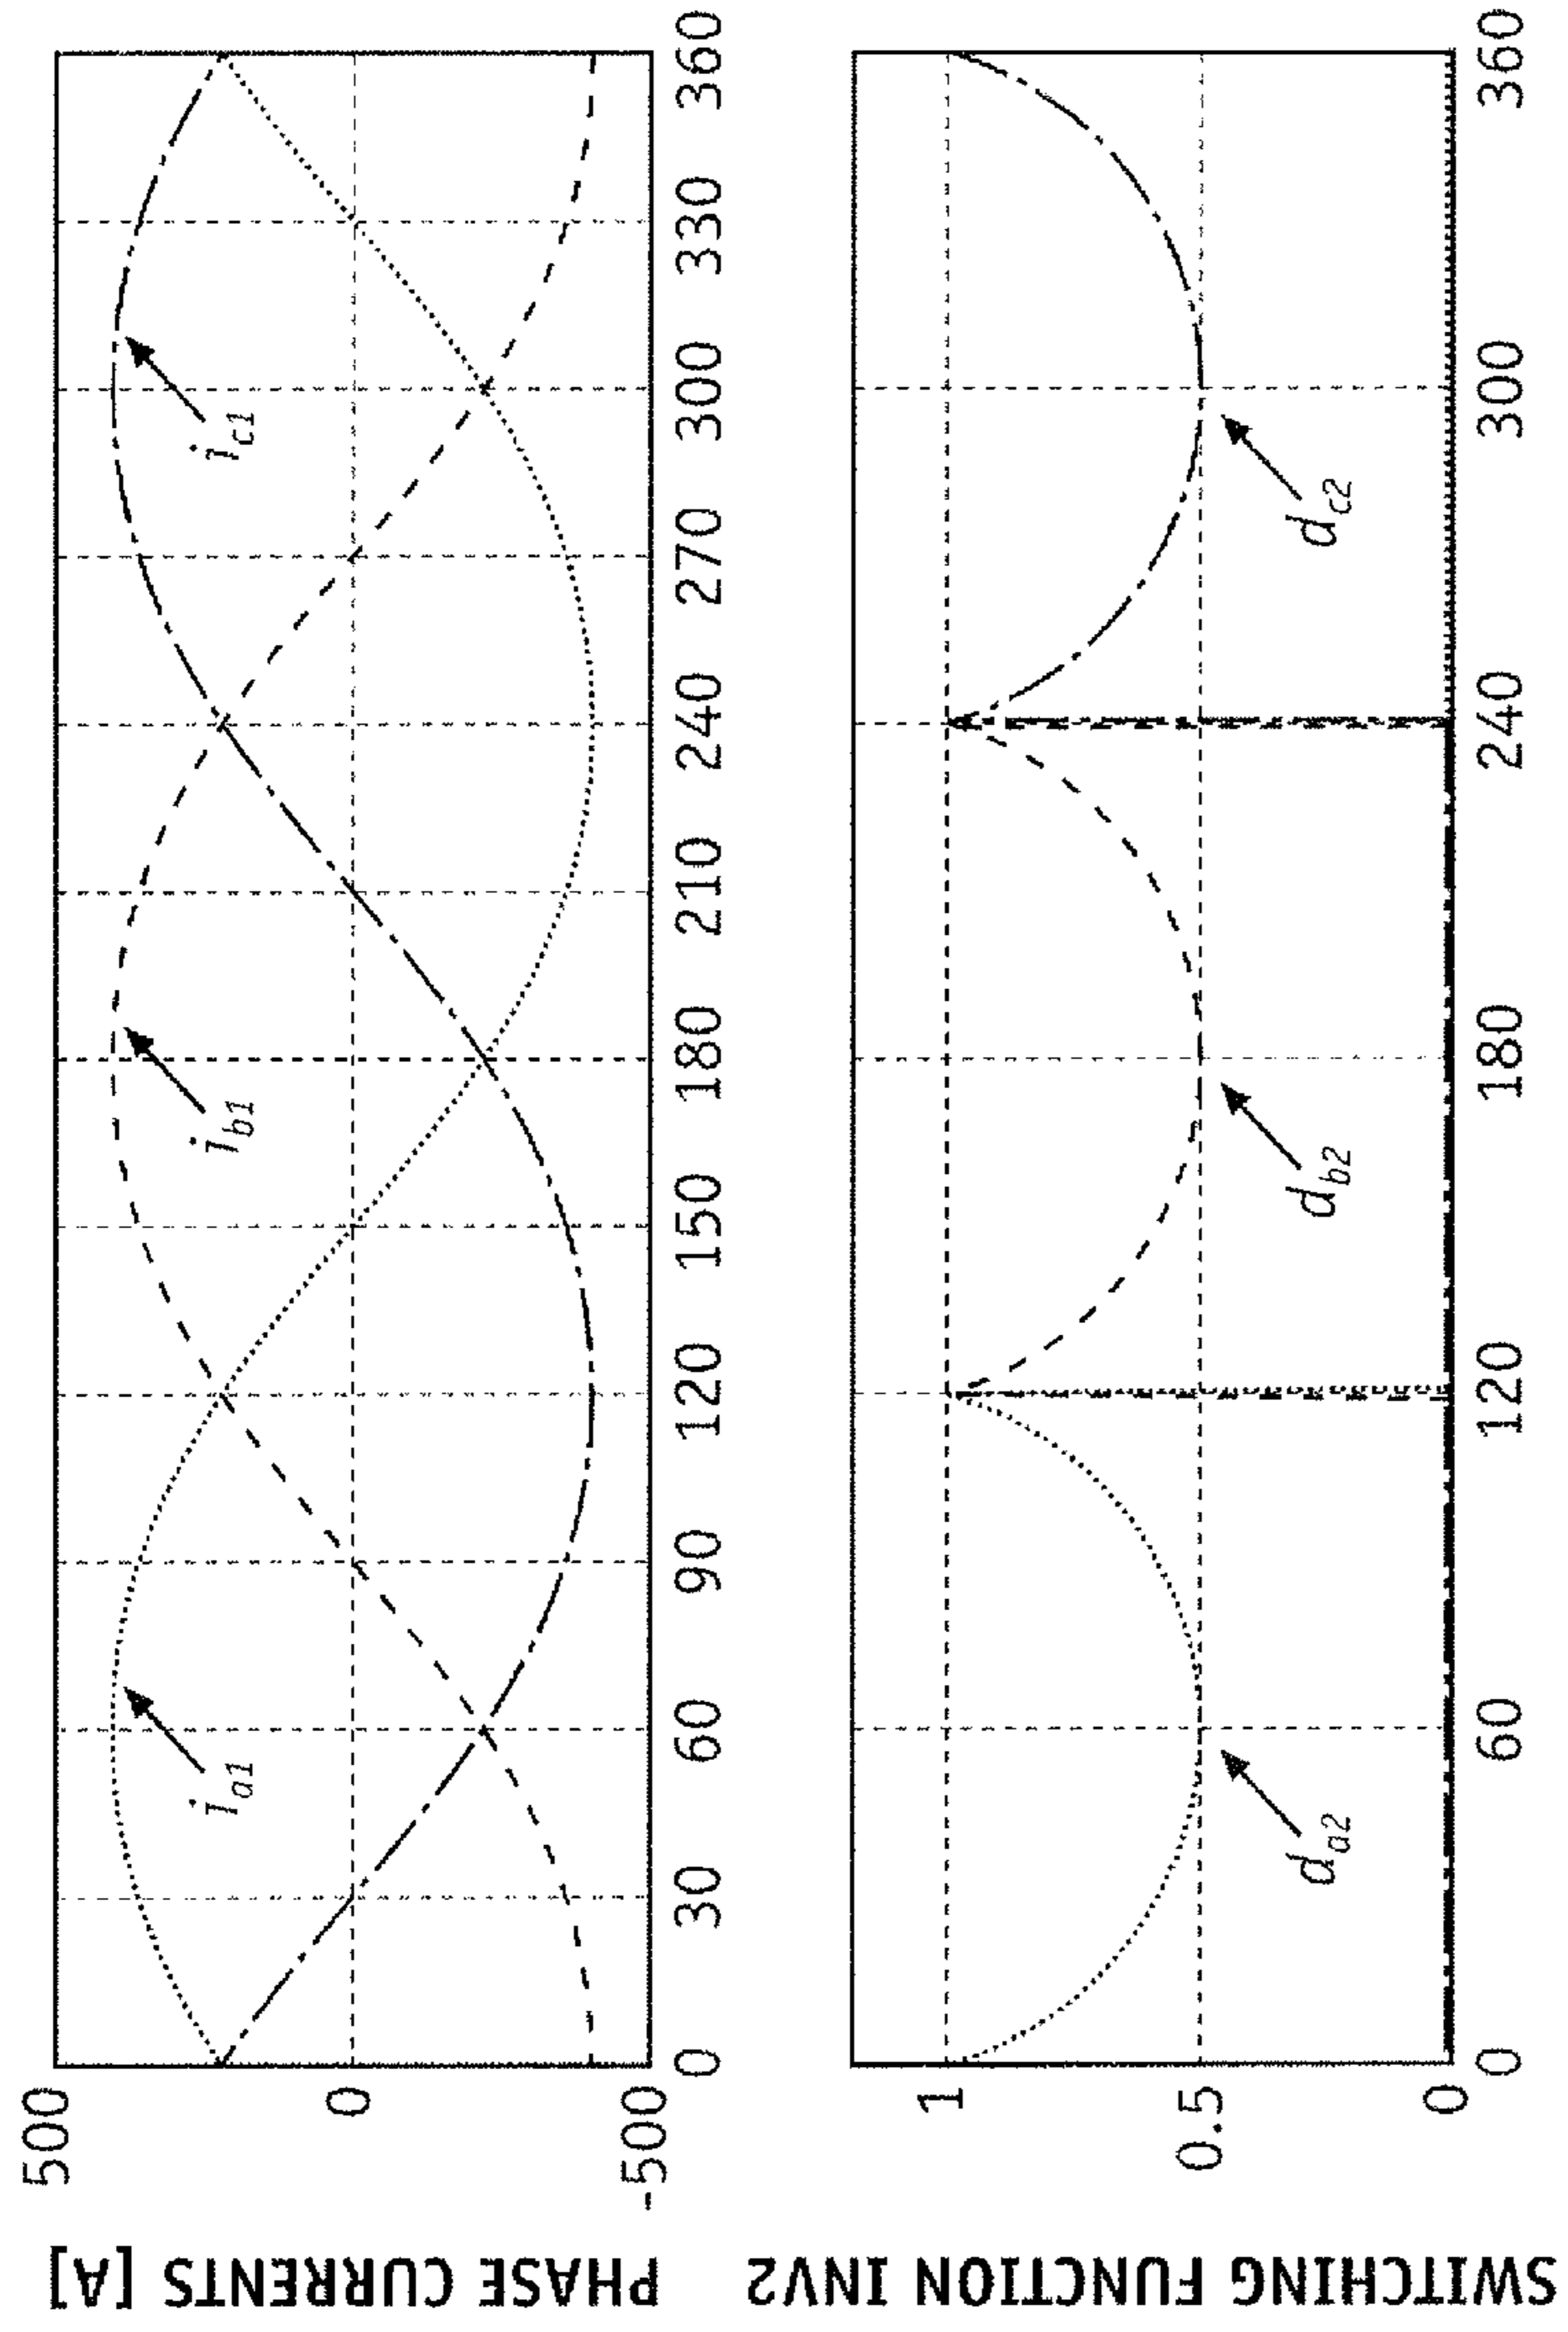 PHASE CURRENTS [A]
500
0
-500
i_a1
i_b1
i_c1
0 30 60 90 120 150 180 210 240 270 300 330 360
SWITCHING FUNCTION INV2
1
0.5
0
d_a2
d_b2
d_c2
0 60 120 180 240 300 360